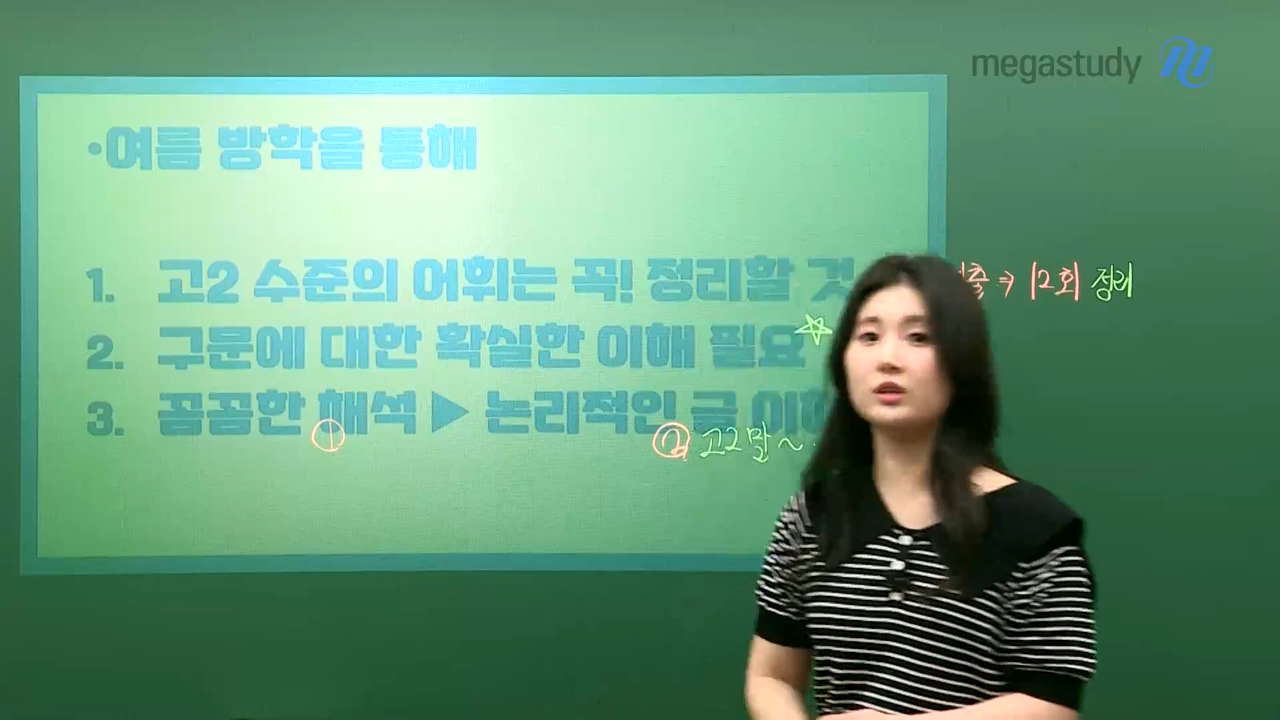 megastudy
•여름 방학을 통해
1. 고2 수준의 어휘는 꼭! 정리할 것
⇒ 12회 정리
2. 구문에 대한 확실한 이해 필요 ☆
3. 꼼꼼한 해석 ▶ 논리적인 글 이해
① ② 고2 말 ~